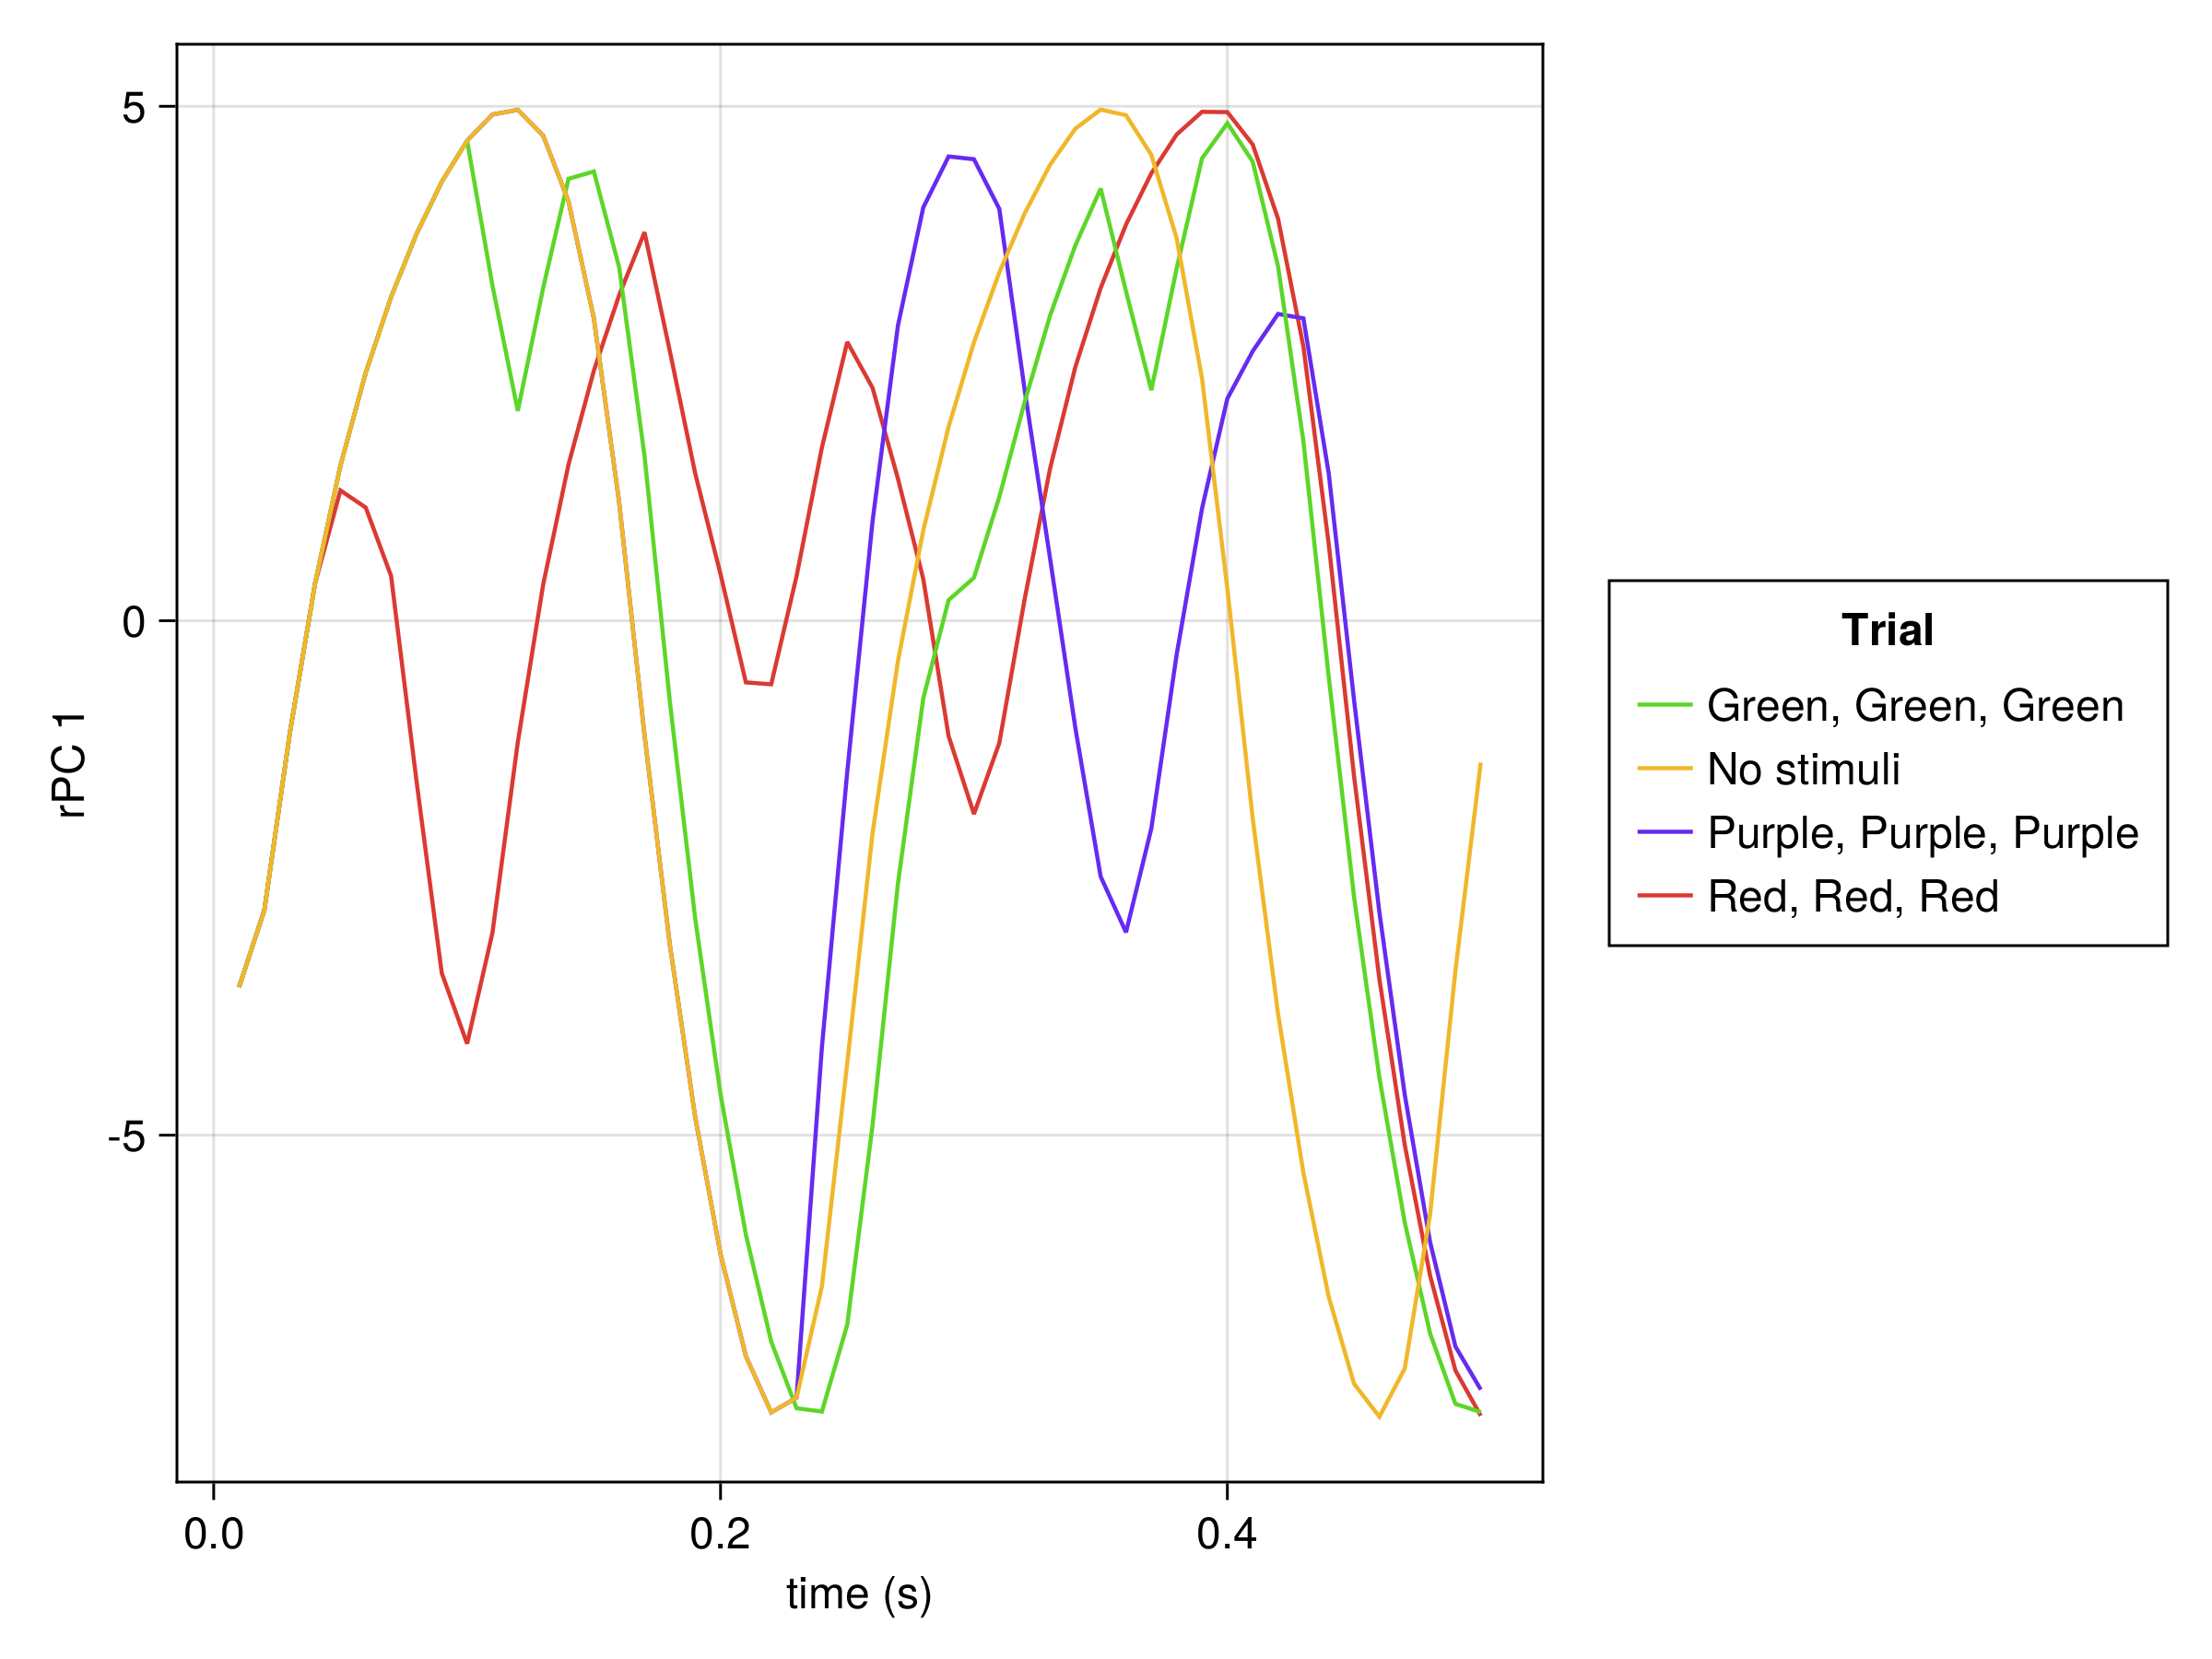 5
0
-5
rPC 1
0.0
0.2
0.4
time (s)
Trial
Green, Green, Green
No stimuli
Purple, Purple, Purple
Red, Red, Red